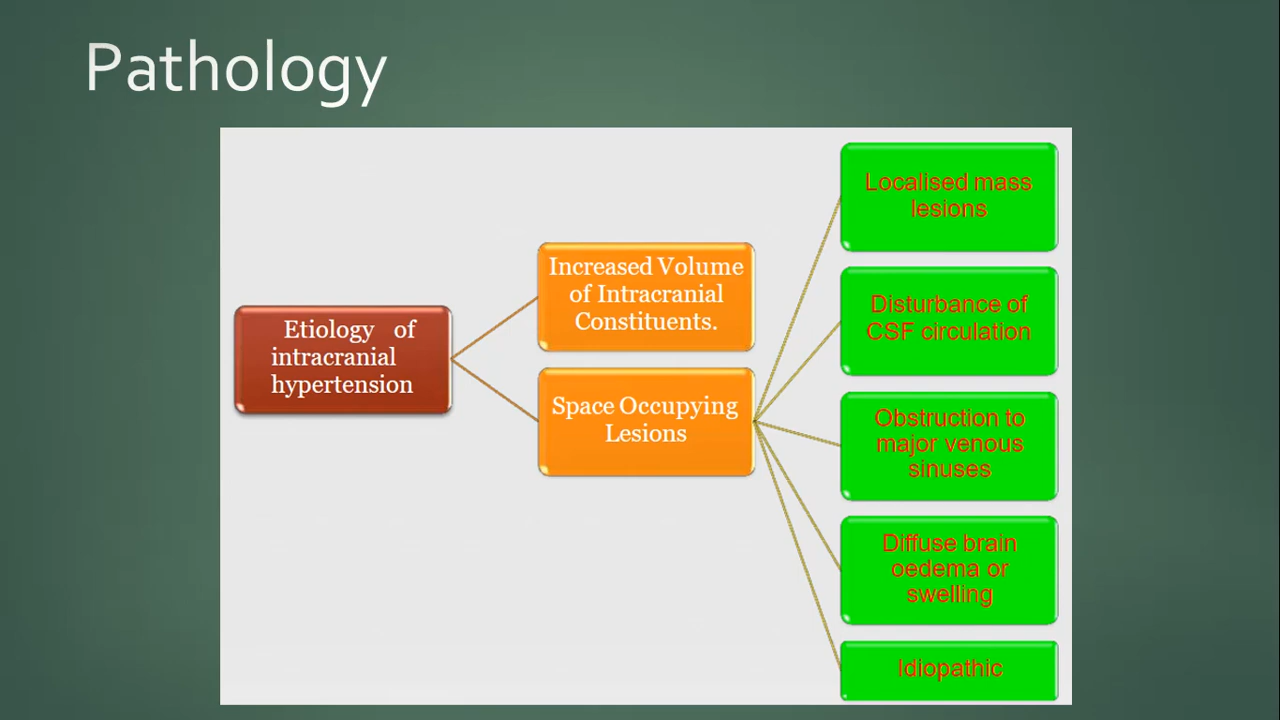 Pathology
Etiology of
intracranial
hypertension
Increased Volume
of Intracranial
Constituents.
Space Occupying
Lesions
Localised mass
lesions
Disturbance of
CSF circulation
Obstruction to
major venous
sinuses
Diffuse brain
oedema or
swelling
Idiopathic